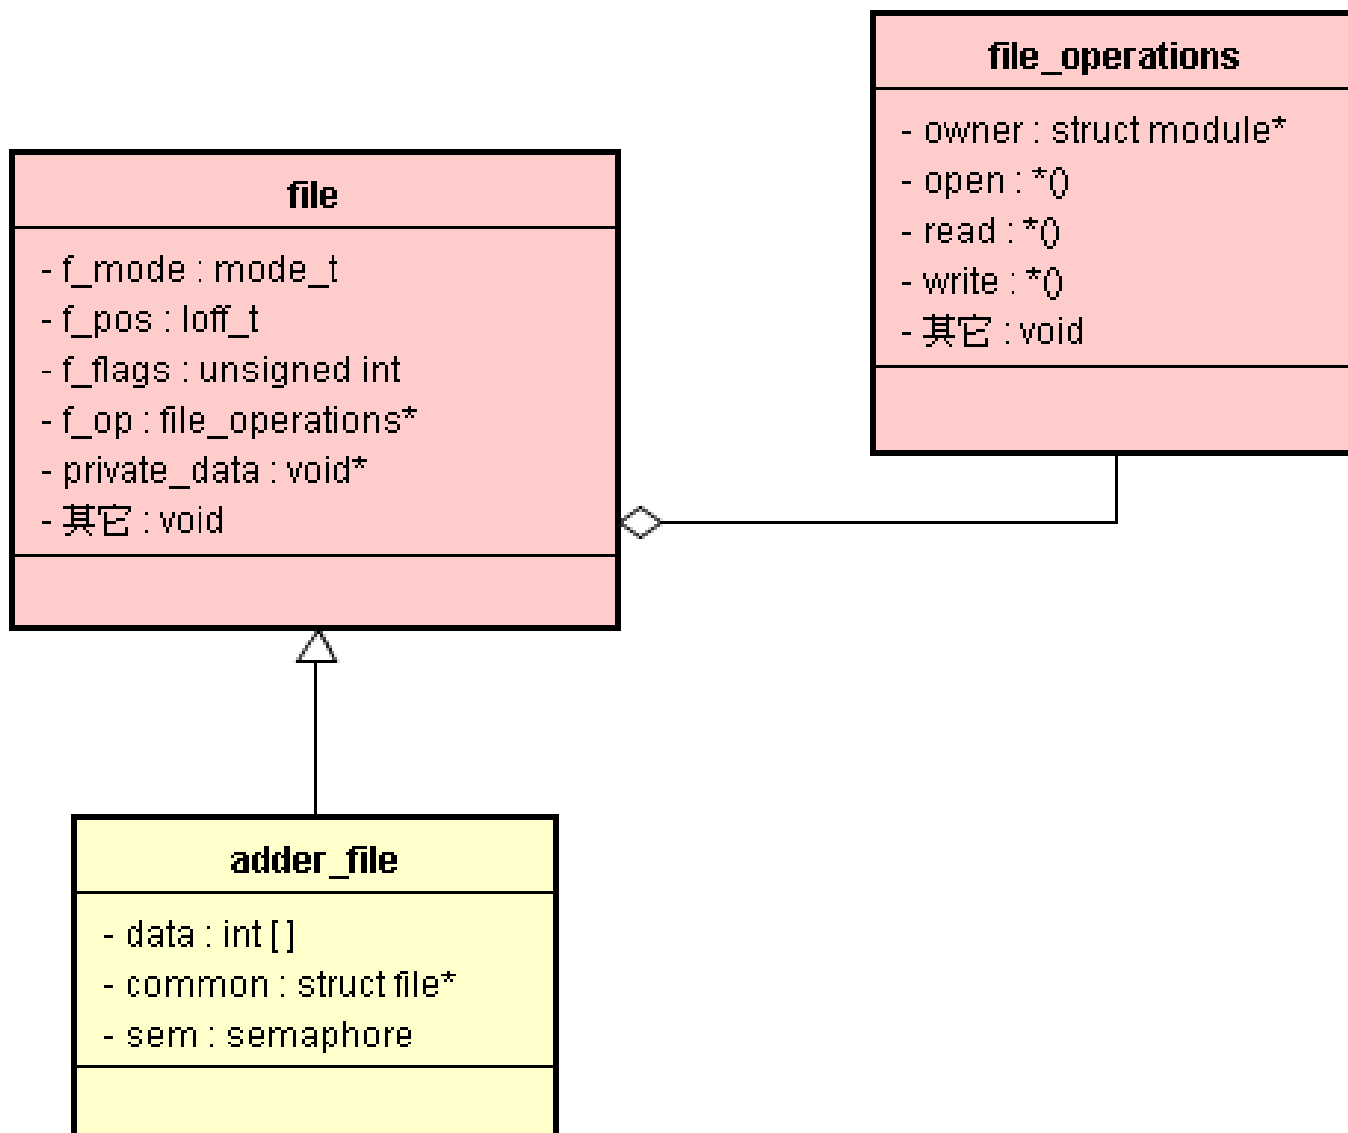 file_operations
- owner : struct module*
- open : *()
- read : *()
- write : *()
- 其它 : void
file
- f_mode : mode_t
- f_pos : loff_t
- f_flags : unsigned int
- f_op : file_operations*
- private_data : void*
- 其它 : void
adder_file
- data : int [ ]
- common : struct file*
- sem : semaphore